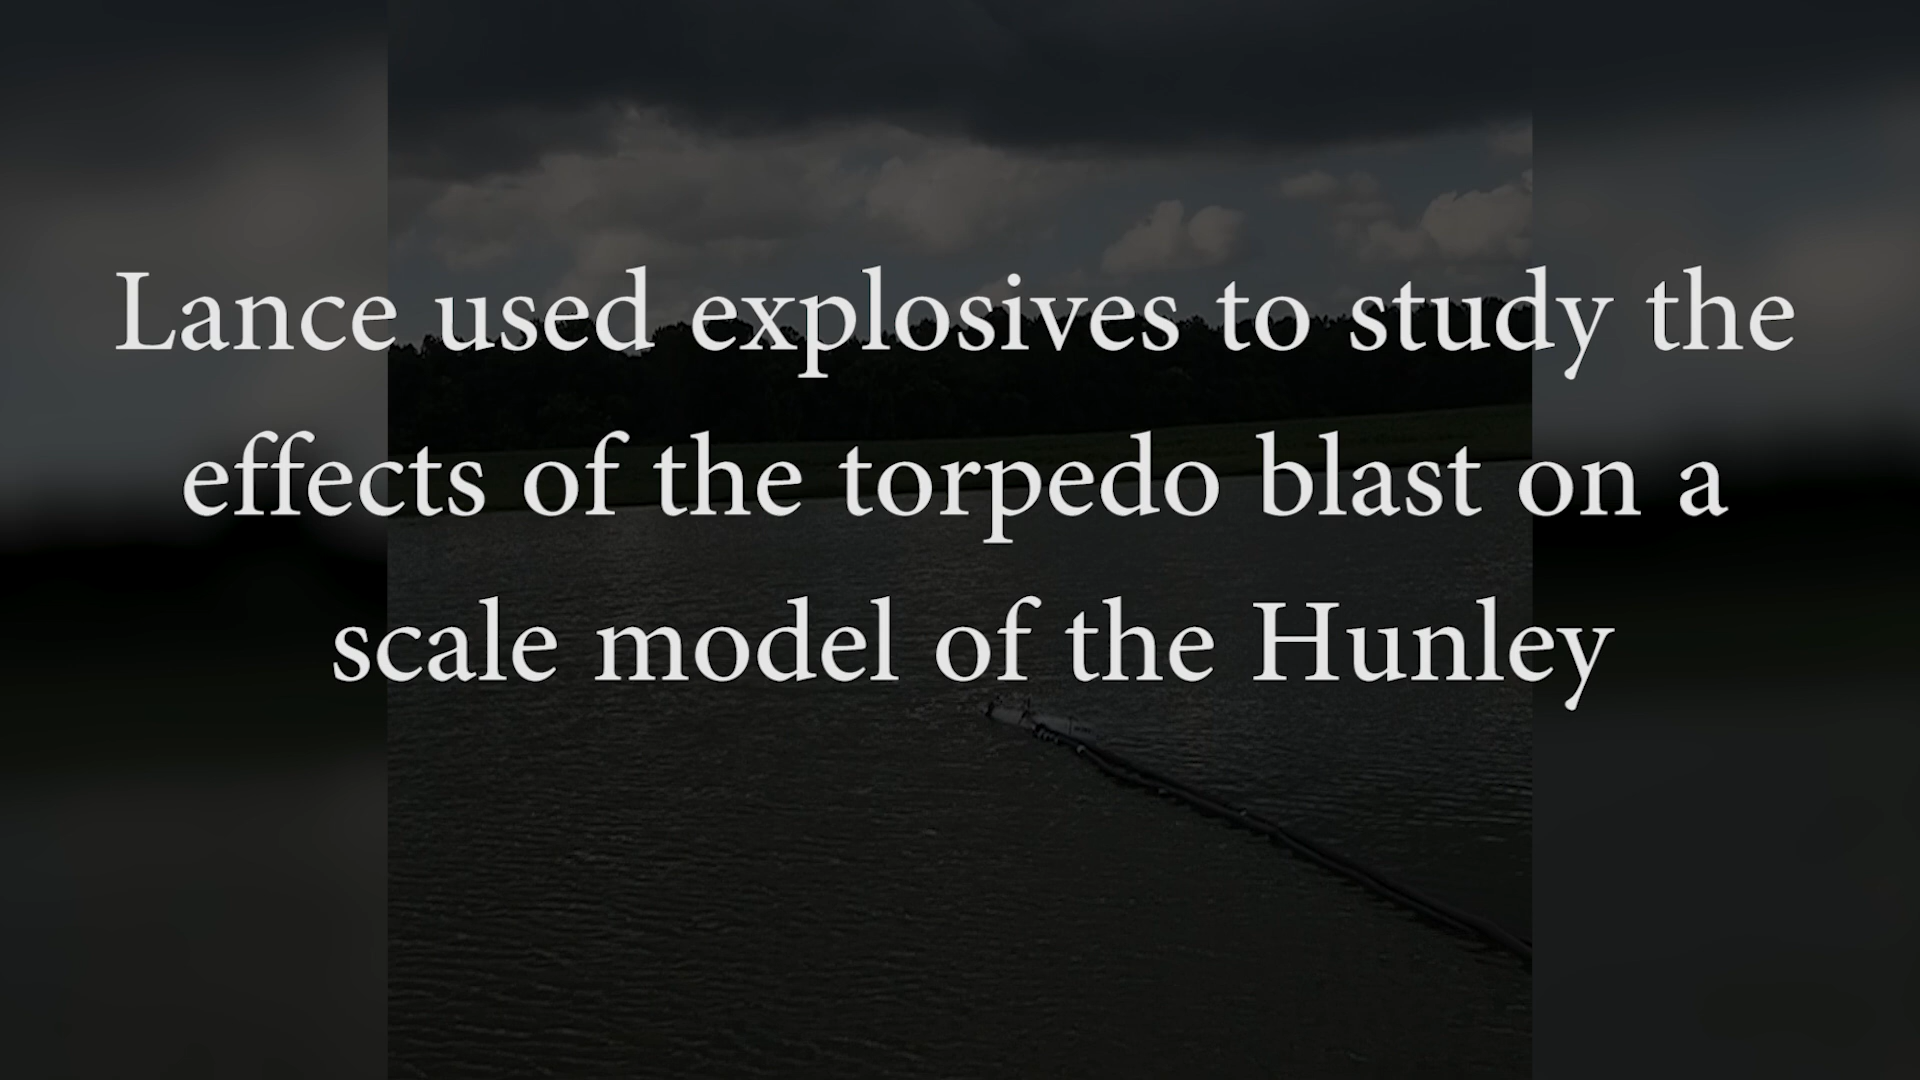 Lance used explosives to study the
effects of the torpedo blast on a
scale model of the Hunley